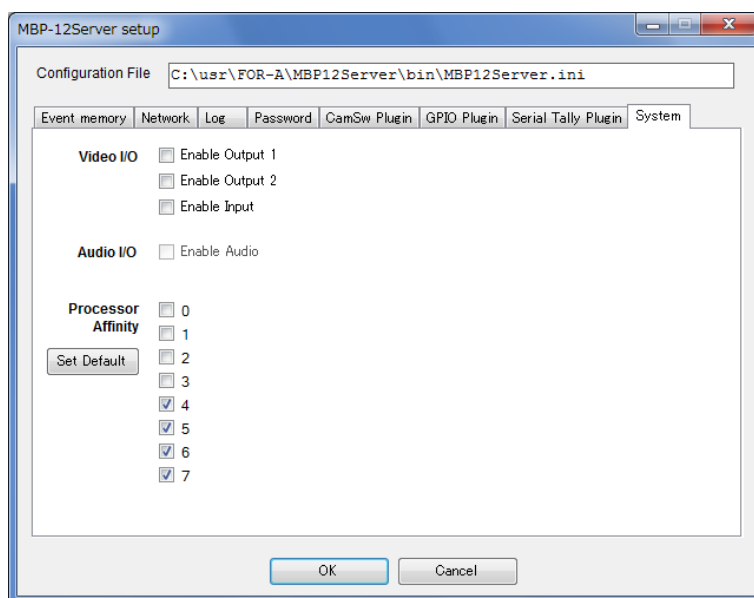 MBP-12Server setup
Configuration File C:\usr\FOR-A\MBP12Server\bin\MBP12Server.ini
Event memory Network Log Password CamSw Plugin GPIO Plugin Serial Tally Plugin System
Video I/O Enable Output 1
Enable Output 2
Enable Input
Audio I/O Enable Audio
Processor Affinity 0
1
Set Default 2
3
4
5
6
7
OK Cancel